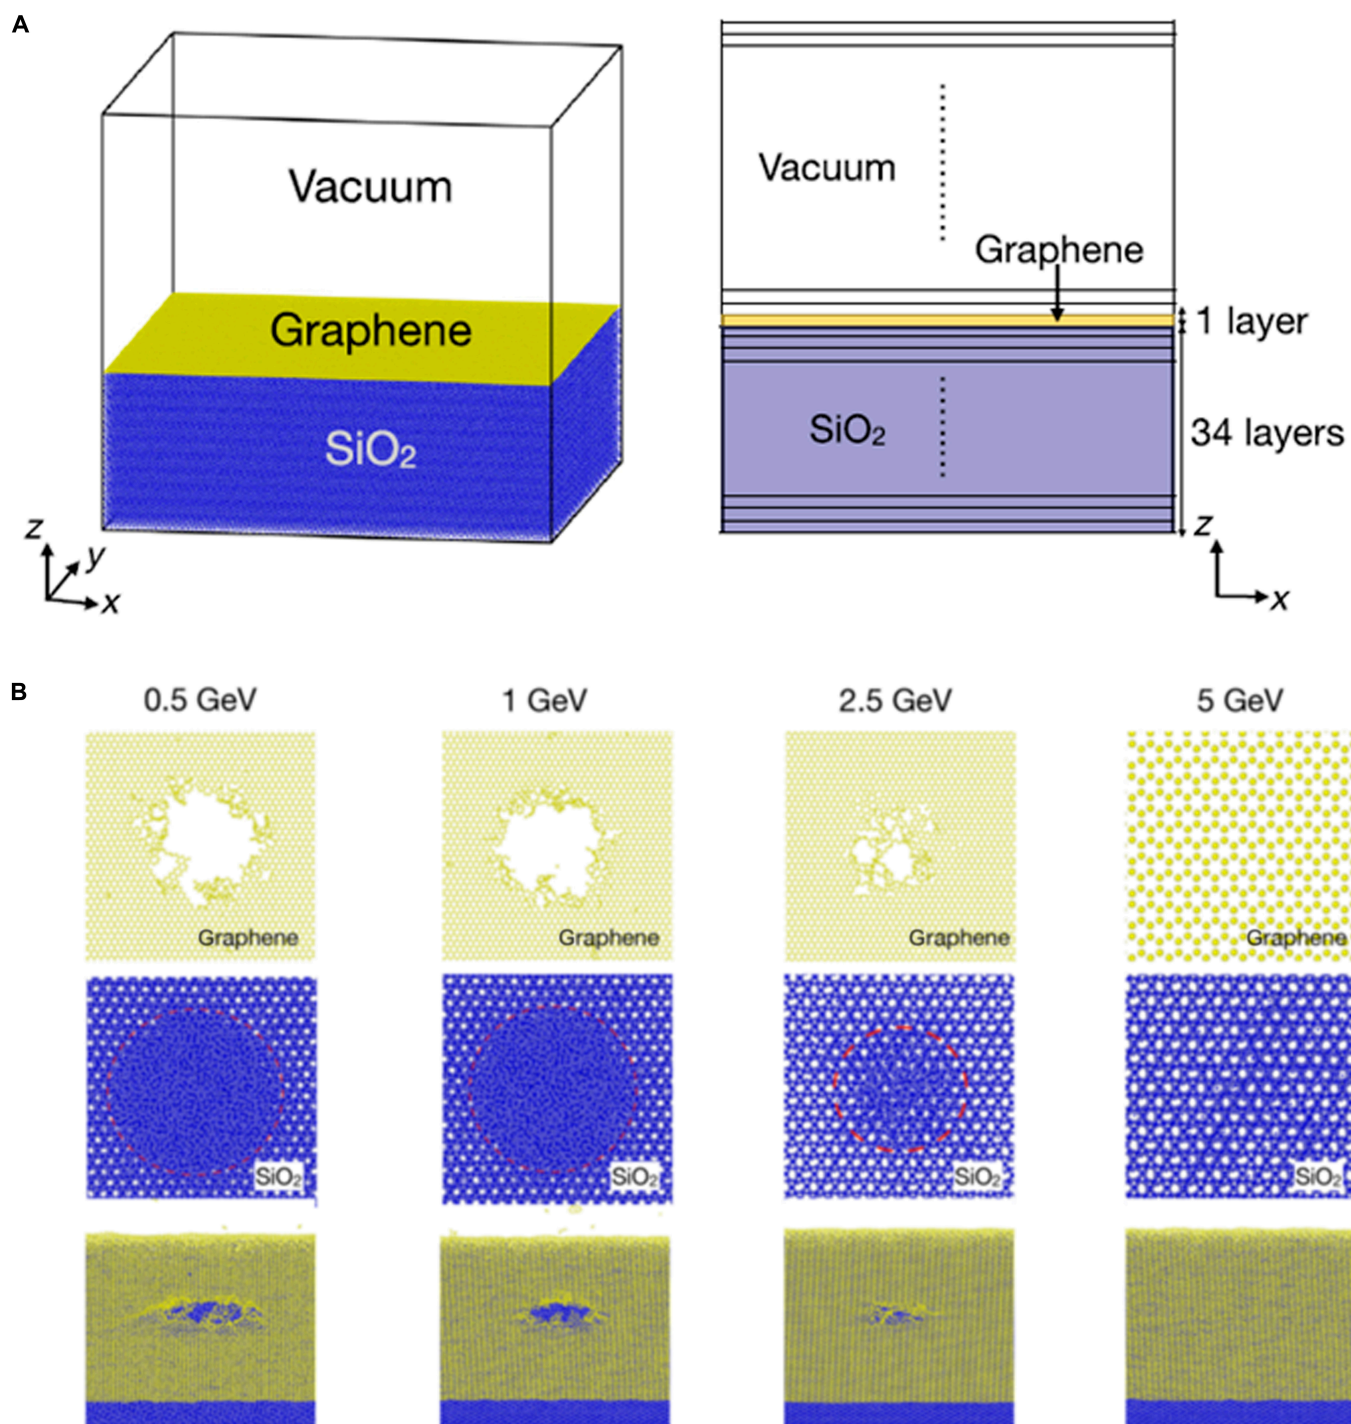 A
Vacuum
Graphene
SiO₂
z
y
x
Vacuum
Graphene
1 layer
SiO₂
34 layers
z
x
B
0.5 GeV
1 GeV
2.5 GeV
5 GeV
Graphene
Graphene
Graphene
Graphene
SiO₂
SiO₂
SiO₂
SiO₂